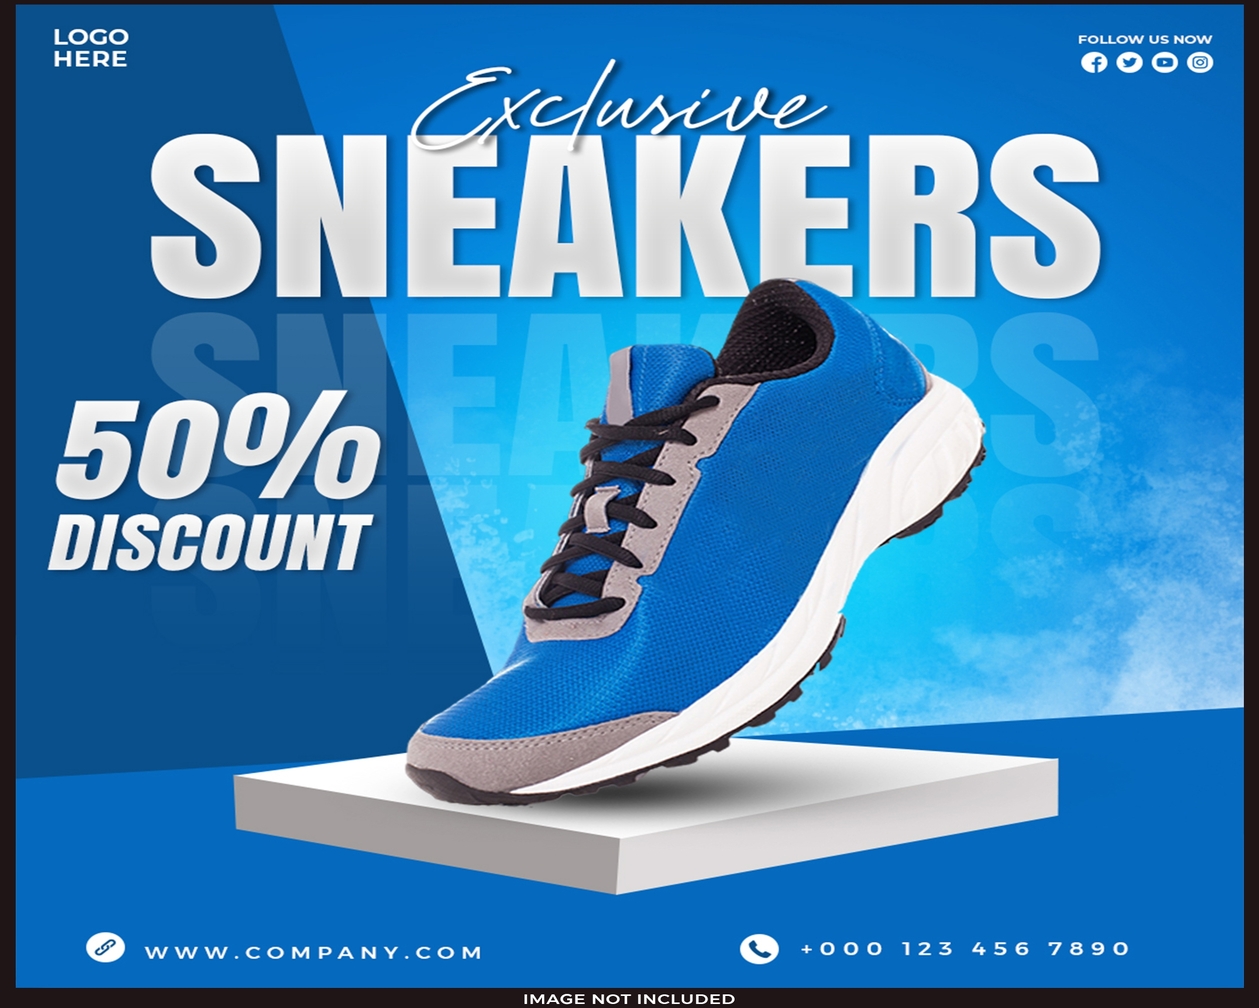 LOGO
HERE
FOLLOW US NOW
Exclusive
SNEAKERS
SNEAKERS
50%
DISCOUNT
WWW.COMPANY.COM
+000 123 456 7890
IMAGE NOT INCLUDED